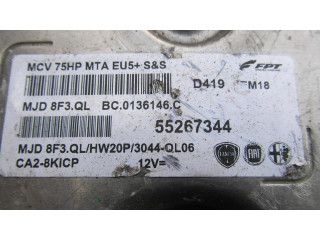 MCV 75HP MTA EU5+ S&S
FPT
D419 M18
MJD 8F3.QL BC.0136146.C
55267344
MJD 8F3.QL/HW20P/3044-QL06
CA2-8KICP 12V=
FIAT